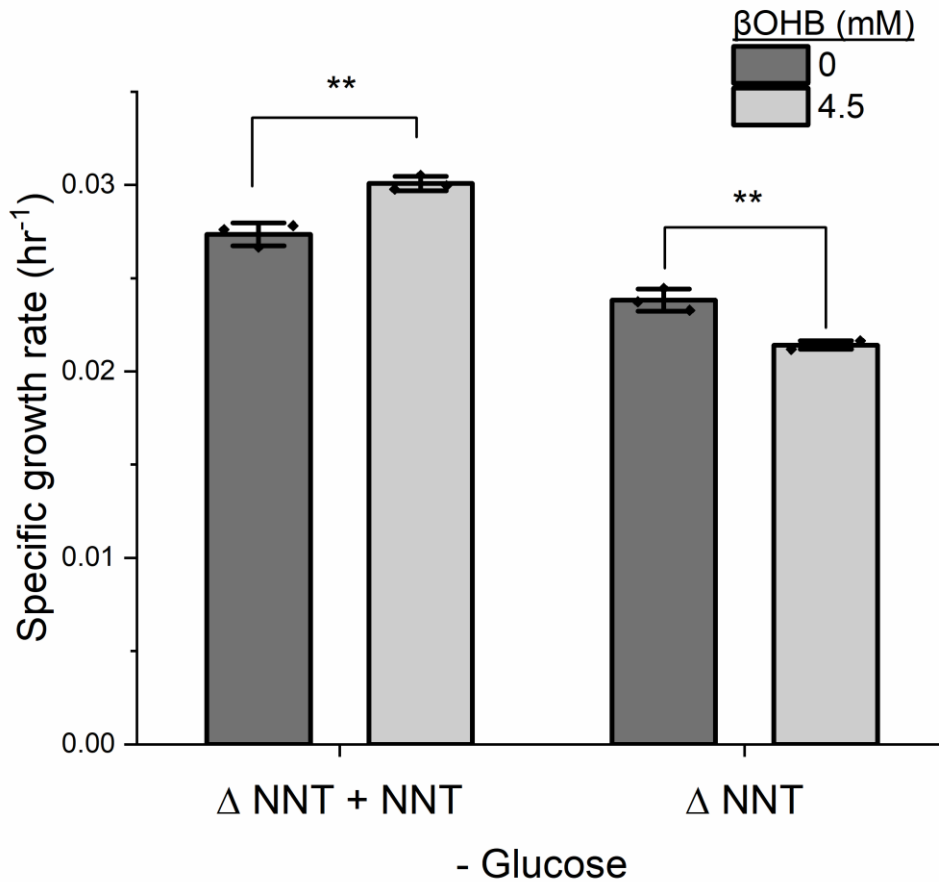 βOHB (mM)
0
4.5
**
**
Specific growth rate (hr⁻¹)
0.03
0.02
0.01
0.00
Δ NNT + NNT
Δ NNT
- Glucose